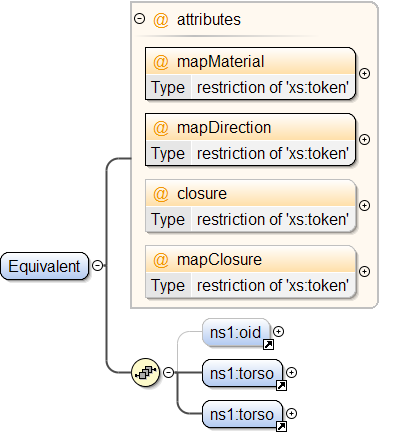 @ attributes
@ mapMaterial
Type restriction of 'xs:token'
@ mapDirection
Type restriction of 'xs:token'
@ closure
Type restriction of 'xs:token'
@ mapClosure
Type restriction of 'xs:token'
Equivalent
ns1:oid
ns1:torso
ns1:torso